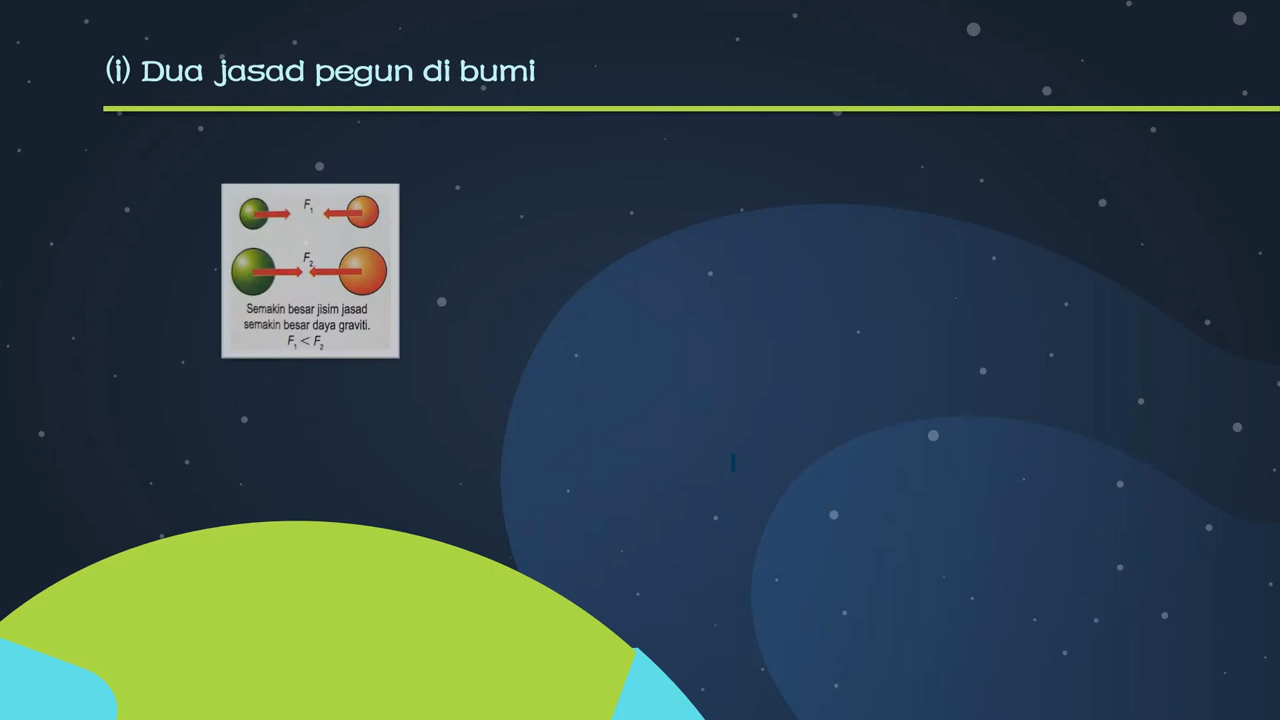 (i) Dua jasad pegun di bumi
F1
F2
Semakin besar jisim jasad
semakin besar daya graviti.
F1 < F2